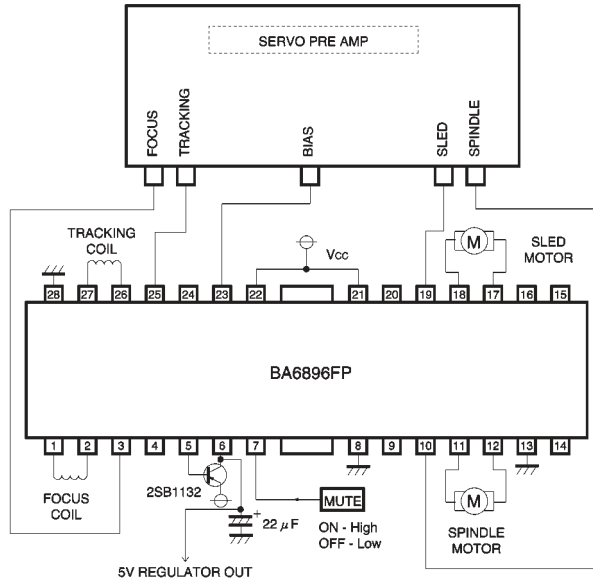 SERVO PRE AMP
FOCUS
TRACKING
BIAS
SLED
SPINDLE
TRACKING
COIL
Vcc
M
SLED
MOTOR
28 27 26 25 24 23 22 21 20 19 18 17 16 15
BA6896FP
1 2 3 4 5 6 7 8 9 10 11 12 13 14
FOCUS
COIL
2SB1132
+
22 μF
MUTE
ON - High
OFF - Low
M
SPINDLE
MOTOR
5V REGULATOR OUT